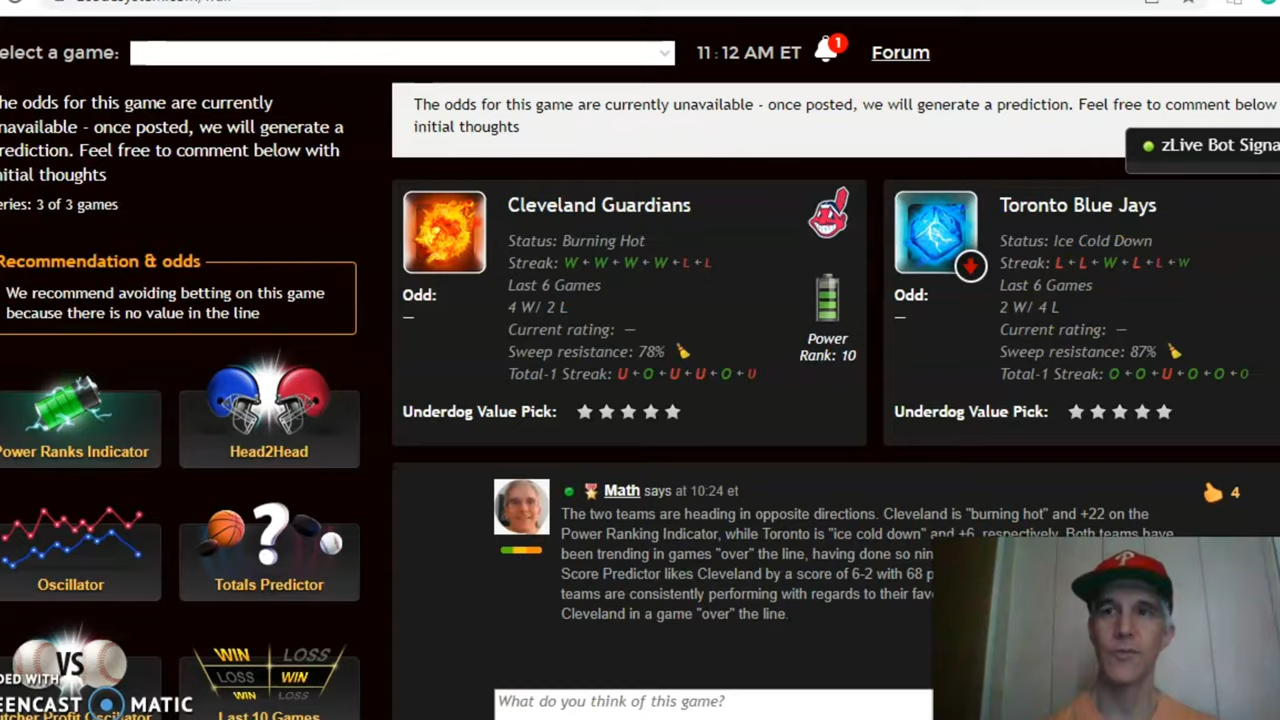 elect a game:
11:12 AM ET
1
Forum
he odds for this game are currently
navailable - once posted, we will generate a
rediction. Feel free to comment below with
nitial thoughts
eries: 3 of 3 games
Recommendation & odds
We recommend avoiding betting on this game
because there is no value in the line
Power Ranks Indicator
Head2Head
Oscillator
Totals Predictor
VS
WIN LOSS
LOSS WIN
WIN LOSS
Last 10 Games
DED WITH
EENCAST MATIC
The odds for this game are currently unavailable - once posted, we will generate a prediction. Feel free to comment below
initial thoughts
zLive Bot Signa
Cleveland Guardians
Status: Burning Hot
Streak: W ← W ← W ← W ← L ← L
Last 6 Games
4 W/ 2 L
Odd:
—
Current rating: —
Sweep resistance: 78%
Total-1 Streak: U ← O ← U ← U ← O ← U
Power
Rank: 10
Underdog Value Pick:
Toronto Blue Jays
Status: Ice Cold Down
Streak: L ← L ← W ← L ← L ← W
Last 6 Games
2 W/ 4 L
Odd:
—
Current rating: —
Sweep resistance: 87%
Total-1 Streak: O ← O ← U ← O ← O ← O
Underdog Value Pick:
Math says at 10:24 et
4
The two teams are heading in opposite directions. Cleveland is "burning hot" and +22 on the
Power Ranking Indicator, while Toronto is "ice cold down" and +6, respectively. Both teams have
been trending in games "over" the line, having done so nin
Score Predictor likes Cleveland by a score of 6-2 with 68 p
teams are consistently performing with regards to their fav
Cleveland in a game "over" the line.
What do you think of this game?
P